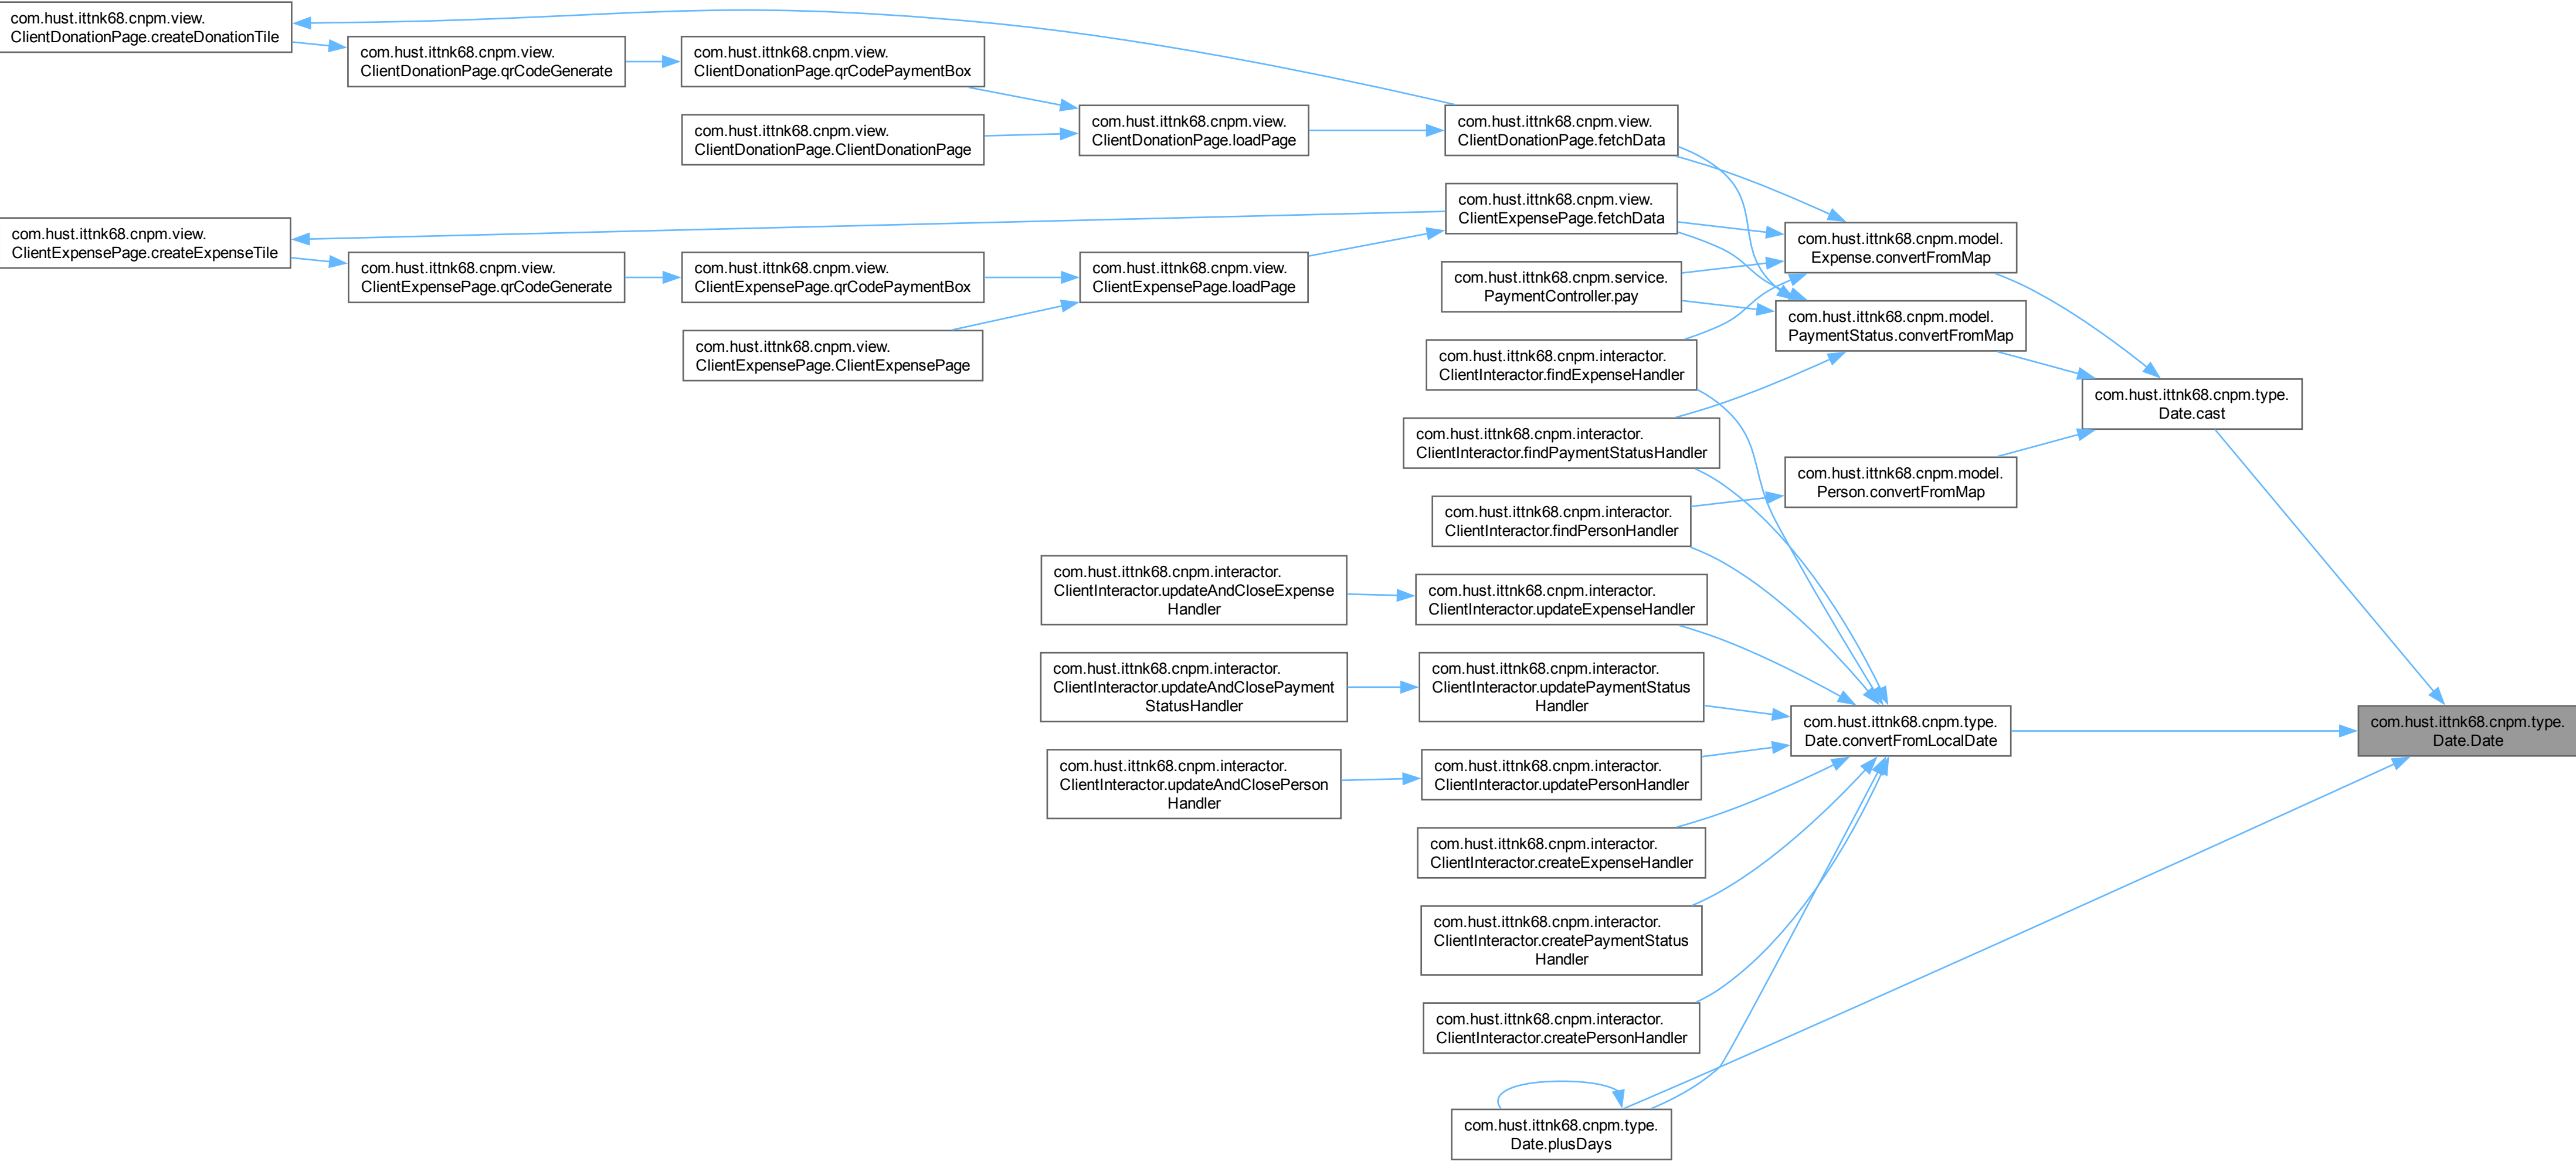 com.hust.ittnk68.cnpm.view.
ClientDonationPage.createDonationTile
com.hust.ittnk68.cnpm.view.
ClientDonationPage.qrCodeGenerate
com.hust.ittnk68.cnpm.view.
ClientDonationPage.qrCodePaymentBox
com.hust.ittnk68.cnpm.view.
ClientDonationPage.ClientDonationPage
com.hust.ittnk68.cnpm.view.
ClientDonationPage.loadPage
com.hust.ittnk68.cnpm.view.
ClientDonationPage.fetchData
com.hust.ittnk68.cnpm.view.
ClientExpensePage.createExpenseTile
com.hust.ittnk68.cnpm.view.
ClientExpensePage.qrCodeGenerate
com.hust.ittnk68.cnpm.view.
ClientExpensePage.qrCodePaymentBox
com.hust.ittnk68.cnpm.view.
ClientExpensePage.ClientExpensePage
com.hust.ittnk68.cnpm.view.
ClientExpensePage.loadPage
com.hust.ittnk68.cnpm.view.
ClientExpensePage.fetchData
com.hust.ittnk68.cnpm.service.
PaymentController.pay
com.hust.ittnk68.cnpm.interactor.
ClientInteractor.findExpenseHandler
com.hust.ittnk68.cnpm.interactor.
ClientInteractor.findPaymentStatusHandler
com.hust.ittnk68.cnpm.interactor.
ClientInteractor.findPersonHandler
com.hust.ittnk68.cnpm.model.
Expense.convertFromMap
com.hust.ittnk68.cnpm.model.
PaymentStatus.convertFromMap
com.hust.ittnk68.cnpm.model.
Person.convertFromMap
com.hust.ittnk68.cnpm.type.
Date.cast
com.hust.ittnk68.cnpm.interactor.
ClientInteractor.updateAndCloseExpense
Handler
com.hust.ittnk68.cnpm.interactor.
ClientInteractor.updateExpenseHandler
com.hust.ittnk68.cnpm.interactor.
ClientInteractor.updateAndClosePayment
StatusHandler
com.hust.ittnk68.cnpm.interactor.
ClientInteractor.updatePaymentStatus
Handler
com.hust.ittnk68.cnpm.interactor.
ClientInteractor.updateAndClosePerson
Handler
com.hust.ittnk68.cnpm.interactor.
ClientInteractor.updatePersonHandler
com.hust.ittnk68.cnpm.type.
Date.convertFromLocalDate
com.hust.ittnk68.cnpm.type.
Date.Date
com.hust.ittnk68.cnpm.interactor.
ClientInteractor.createExpenseHandler
com.hust.ittnk68.cnpm.interactor.
ClientInteractor.createPaymentStatus
Handler
com.hust.ittnk68.cnpm.interactor.
ClientInteractor.createPersonHandler
com.hust.ittnk68.cnpm.type.
Date.plusDays